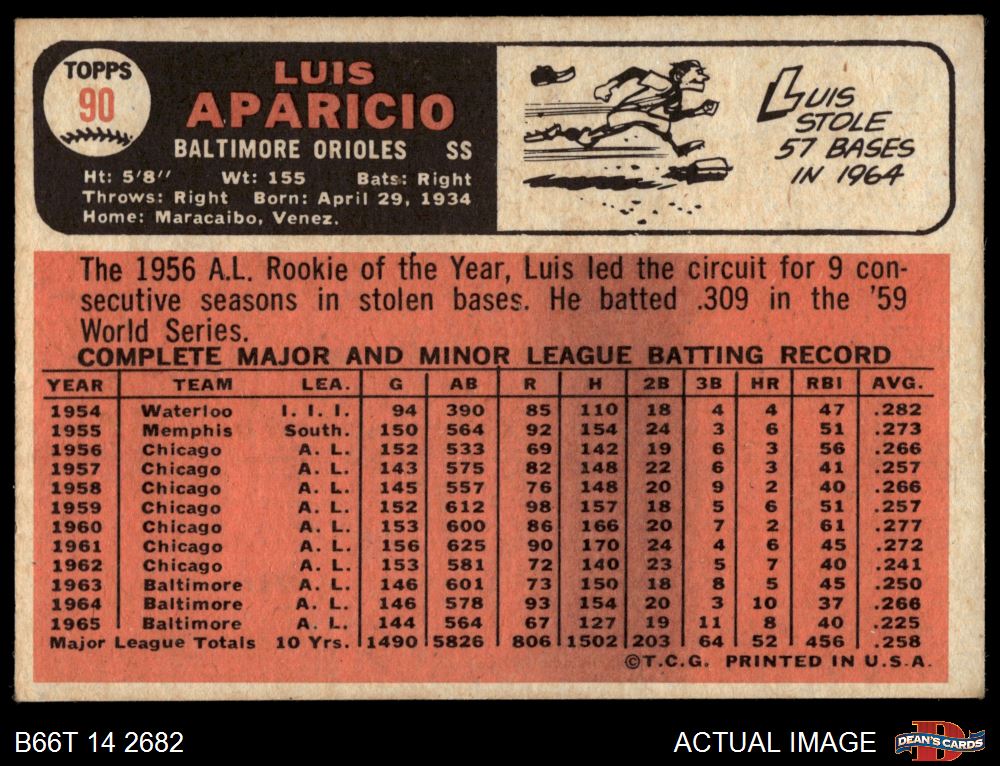 TOPPS
90
LUIS
APARICIO
BALTIMORE ORIOLES SS
Ht: 5'8" Wt: 155 Bats: Right
Throws: Right Born: April 29, 1934
Home: Maracaibo, Venez.
LUIS
STOLE
57 BASES
IN 1964
The 1956 A.L. Rookie of the Year, Luis led the circuit for 9 con-
secutive seasons in stolen bases. He batted .309 in the '59
World Series.
COMPLETE MAJOR AND MINOR LEAGUE BATTING RECORD
YEAR TEAM LEA. G AB R H 2B 3B HR RBI AVG.
1954 Waterloo I. I. I. 94 390 85 110 18 4 4 47 .282
1955 Memphis South. 150 564 92 154 24 3 6 51 .273
1956 Chicago A. L. 152 533 69 142 19 6 3 56 .266
1957 Chicago A. L. 143 575 82 148 22 6 3 41 .257
1958 Chicago A. L. 145 557 76 148 20 9 2 40 .266
1959 Chicago A. L. 152 612 98 157 18 5 6 51 .257
1960 Chicago A. L. 153 600 86 166 20 7 2 61 .277
1961 Chicago A. L. 156 625 90 170 24 4 6 45 .272
1962 Chicago A. L. 153 581 72 140 23 5 7 40 .241
1963 Baltimore A. L. 146 601 73 150 18 8 5 45 .250
1964 Baltimore A. L. 146 578 93 154 20 3 10 37 .266
1965 Baltimore A. L. 144 564 67 127 19 11 8 40 .225
Major League Totals 10 Yrs. 1490 5826 806 1502 203 64 52 456 .258
©T.C.G. PRINTED IN U.S.A.
B66T 14 2682
ACTUAL IMAGE
DEAN'S CARDS